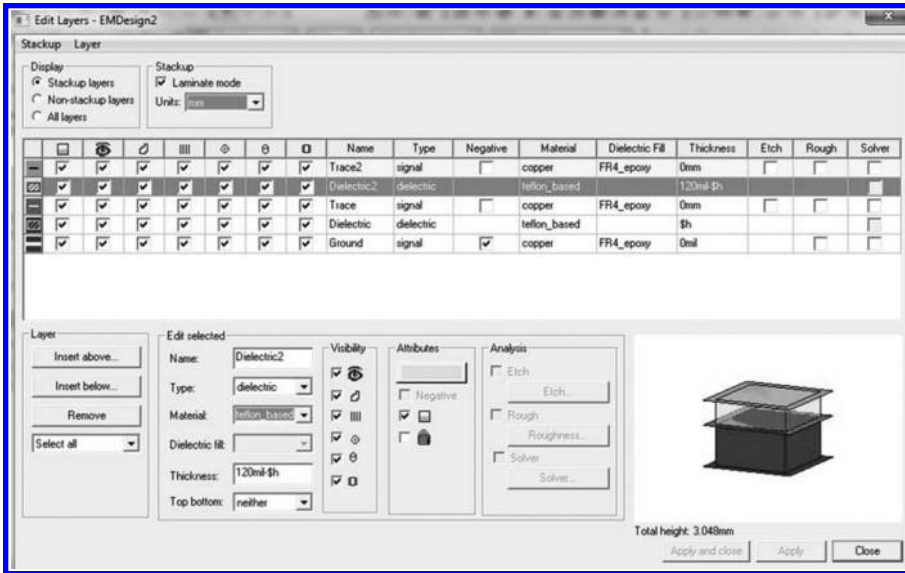 Edit Layers - EMDesign2
Stackup Layer
Display
Stackup layers
Non-stackup layers
All layers
Stackup
Laminate mode
Units: mm
Name Type Negative Material Dielectric Fill Thickness Etch Rough Solver
Trace2 signal copper FR4_epoxy 0mm
Dielectric2 dielectric teflon_based 120mil-$h
Trace signal copper FR4_epoxy 0mm
Dielectric dielectric teflon_based $h
Ground signal copper FR4_epoxy 0mil
Layer
Insert above...
Insert below...
Remove
Select all
Edit selected
Name: Dielectric2
Type: dielectric
Material: teflon_based
Dielectric fill:
Thickness: 120mil-$h
Top bottom: neither
Visibility
Attributes
Negative
Analysis
Etch
Etch...
Rough
Roughness...
Solver
Solver...
Total height: 3.048mm
Apply and close Apply Close